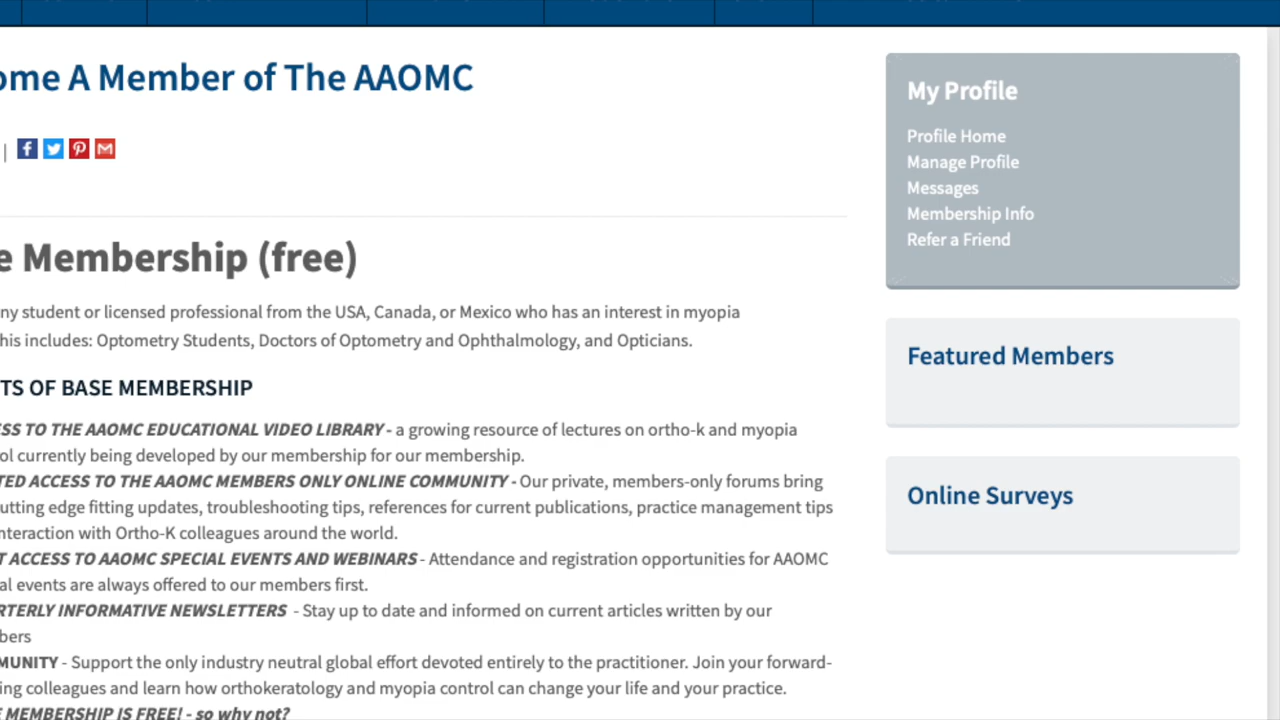 ome A Member of The AAOMC
|
e Membership (free)
ny student or licensed professional from the USA, Canada, or Mexico who has an interest in myopia
his includes: Optometry Students, Doctors of Optometry and Ophthalmology, and Opticians.
TS OF BASE MEMBERSHIP
SS TO THE AAOMC EDUCATIONAL VIDEO LIBRARY - a growing resource of lectures on ortho-k and myopia
ol currently being developed by our membership for our membership.
TED ACCESS TO THE AAOMC MEMBERS ONLY ONLINE COMMUNITY - Our private, members-only forums bring
utting edge fitting updates, troubleshooting tips, references for current publications, practice management tips
nteraction with Ortho-K colleagues around the world.
T ACCESS TO AAOMC SPECIAL EVENTS AND WEBINARS - Attendance and registration opportunities for AAOMC
al events are always offered to our members first.
RTERLY INFORMATIVE NEWSLETTERS - Stay up to date and informed on current articles written by our
bers
MUNITY - Support the only industry neutral global effort devoted entirely to the practitioner. Join your forward-
ing colleagues and learn how orthokeratology and myopia control can change your life and your practice.
E MEMBERSHIP IS FREE! - so why not?
My Profile
Profile Home
Manage Profile
Messages
Membership Info
Refer a Friend
Featured Members
Online Surveys